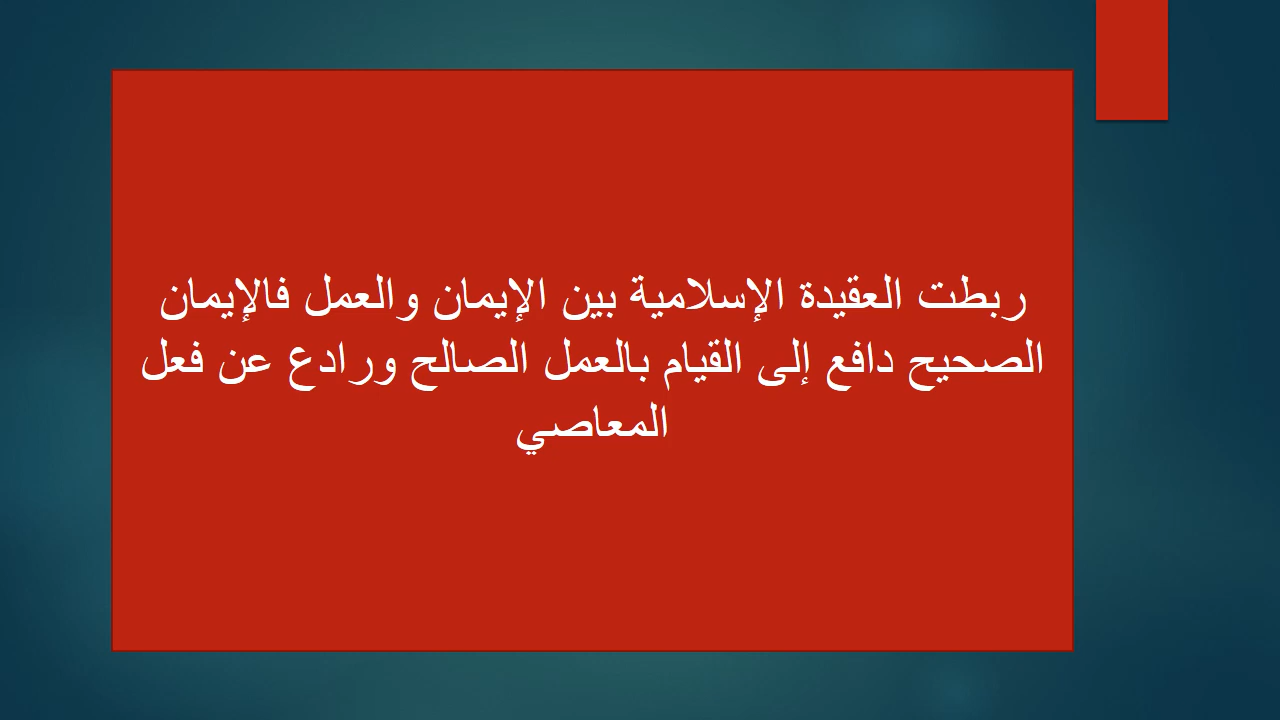 ربطت العقيدة الإسلامية بين الإيمان والعمل فالإيمان
الصحيح دافع إلى القيام بالعمل الصالح ورادع عن فعل
المعاصي